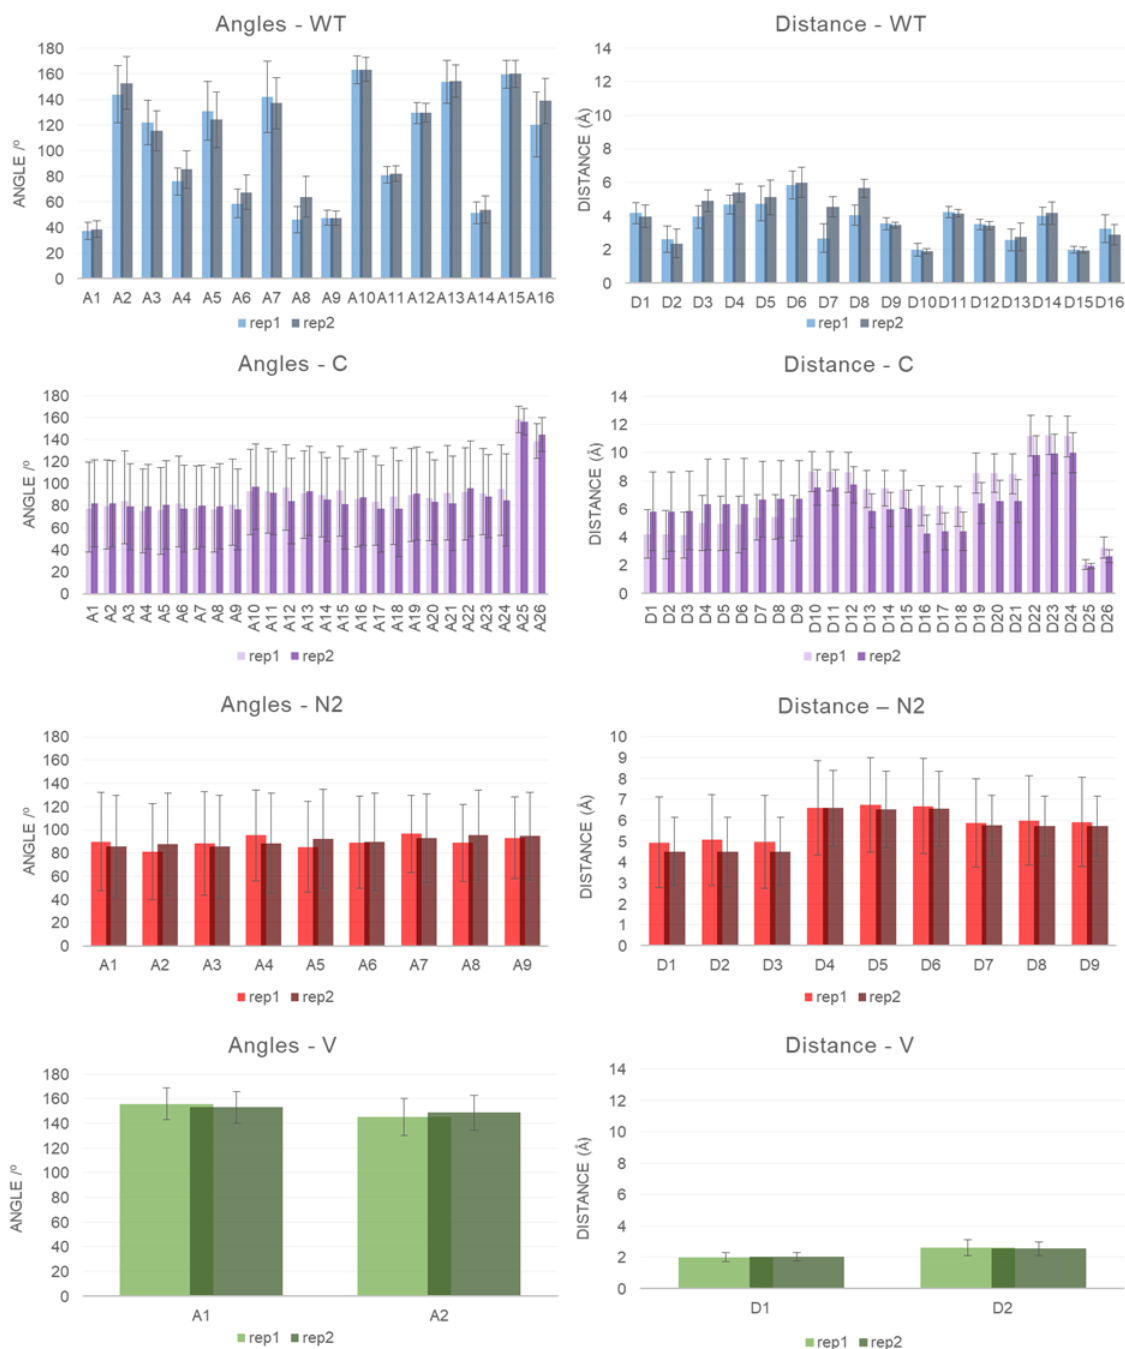 Angles - WT
180
160
140
120
100
80
60
40
20
0
ANGLE /º
A1 A2 A3 A4 A5 A6 A7 A8 A9 A10 A11 A12 A13 A14 A15 A16
rep1 rep2
Distance - WT
14
12
10
8
6
4
2
0
DISTANCE (Å)
D1 D2 D3 D4 D5 D6 D7 D8 D9 D10 D11 D12 D13 D14 D15 D16
rep1 rep2
Angles - C
180
160
140
120
100
80
60
40
20
0
ANGLE /º
A1 A2 A3 A4 A5 A6 A7 A8 A9 A10 A11 A12 A13 A14 A15 A16 A17 A18 A19 A20 A21 A22 A23 A24 A25 A26
rep1 rep2
Distance - C
14
12
10
8
6
4
2
0
DISTANCE (Å)
D1 D2 D3 D4 D5 D6 D7 D8 D9 D10 D11 D12 D13 D14 D15 D16 D17 D18 D19 D20 D21 D22 D23 D24 D25 D26
rep1 rep2
Angles - N2
180
160
140
120
100
80
60
40
20
0
ANGLE /º
A1 A2 A3 A4 A5 A6 A7 A8 A9
rep1 rep2
Distance – N2
10
9
8
7
6
5
4
3
2
1
0
DISTANCE (Å)
D1 D2 D3 D4 D5 D6 D7 D8 D9
rep1 rep2
Angles - V
180
160
140
120
100
80
60
40
20
0
ANGLE /º
A1 A2
rep1 rep2
Distance - V
14
12
10
8
6
4
2
0
DISTANCE (Å)
D1 D2
rep1 rep2